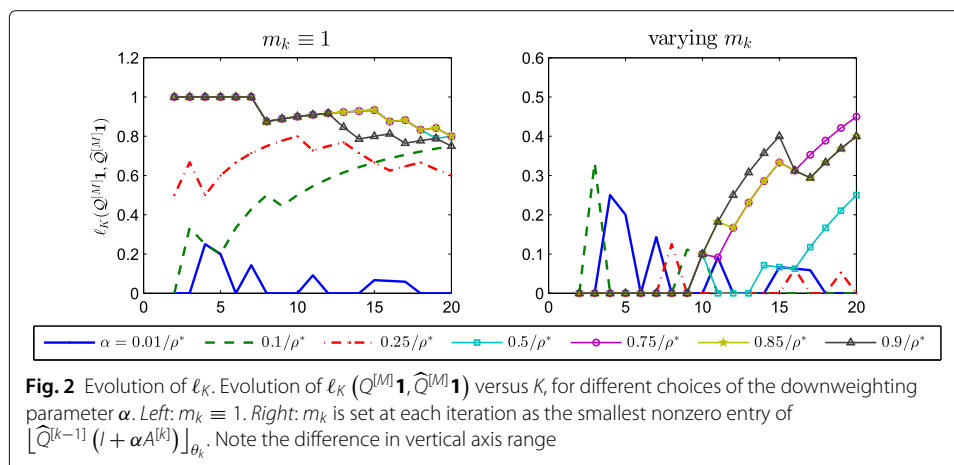 m_k ≡ 1
varying m_k
ℓ_K(Q^[M]1, Q̂^[M]1)
1.2
1
0.8
0.6
0.4
0.2
0
0 5 10 15 20
0.6
0.5
0.4
0.3
0.2
0.1
0
0 5 10 15 20
α = 0.01/ρ* 0.1/ρ* 0.25/ρ* 0.5/ρ* 0.75/ρ* 0.85/ρ* 0.9/ρ*
Fig. 2 Evolution of ℓ_K. Evolution of ℓ_K (Q^[M]1, Q̂^[M]1) versus K, for different choices of the downweighting
parameter α. Left: m_k ≡ 1. Right: m_k is set at each iteration as the smallest nonzero entry of
⌊Q̂^[k−1] (I + αA^[k])⌋_θ_k. Note the difference in vertical axis range